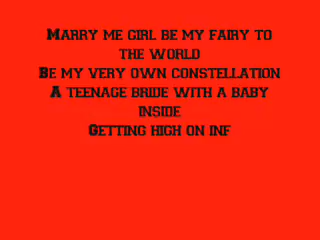 Marry me girl be my fairy to
the world
Be my very own constellation
A teenage bride with a baby
inside
Getting high on inf